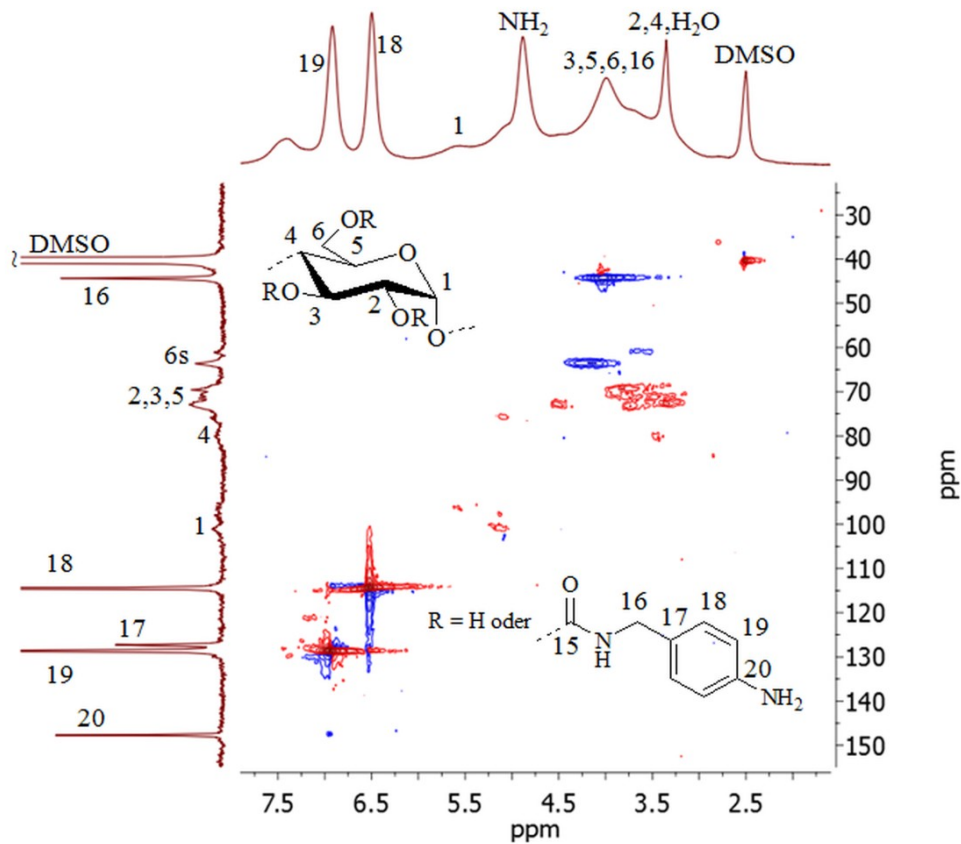 NH2
2,4,H2O
18
19
3,5,6,16
DMSO
1
DMSO
16
6s
2,3,5
4
1
18
17
19
20
OR
6
4
5
O
1
RO
2
3
OR
O
O
R = H oder
15
N
H
16
17
18
19
20
NH2
30
40
50
60
70
80
90
100
110
120
130
140
150
ppm
7.5 6.5 5.5 4.5 3.5 2.5
ppm